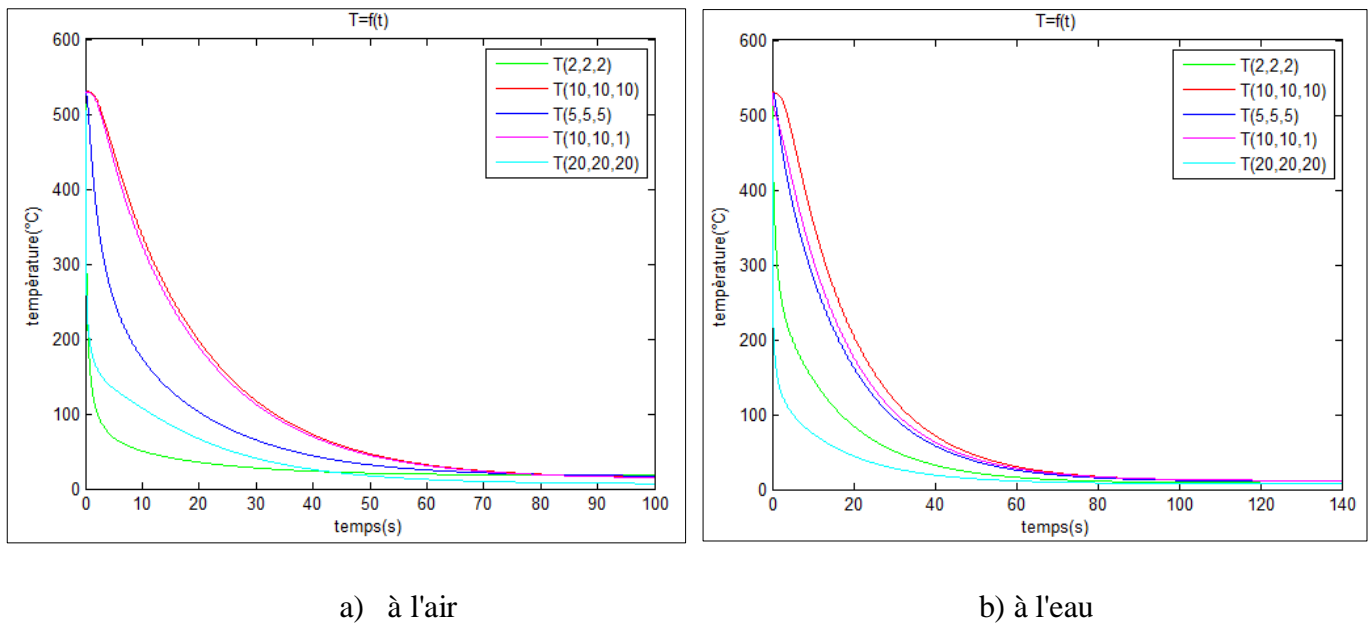 T=f(t)
600
500
400
300
200
100
0
tempèrature(°C)
0 10 20 30 40 50 60 70 80 90 100
temps(s)
T(2,2,2)
T(10,10,10)
T(5,5,5)
T(10,10,1)
T(20,20,20)
a) à l'air
T=f(t)
600
500
400
300
200
100
0
tempèrature(°C)
0 20 40 60 80 100 120 140
temps(s)
T(2,2,2)
T(10,10,10)
T(5,5,5)
T(10,10,1)
T(20,20,20)
b) à l'eau